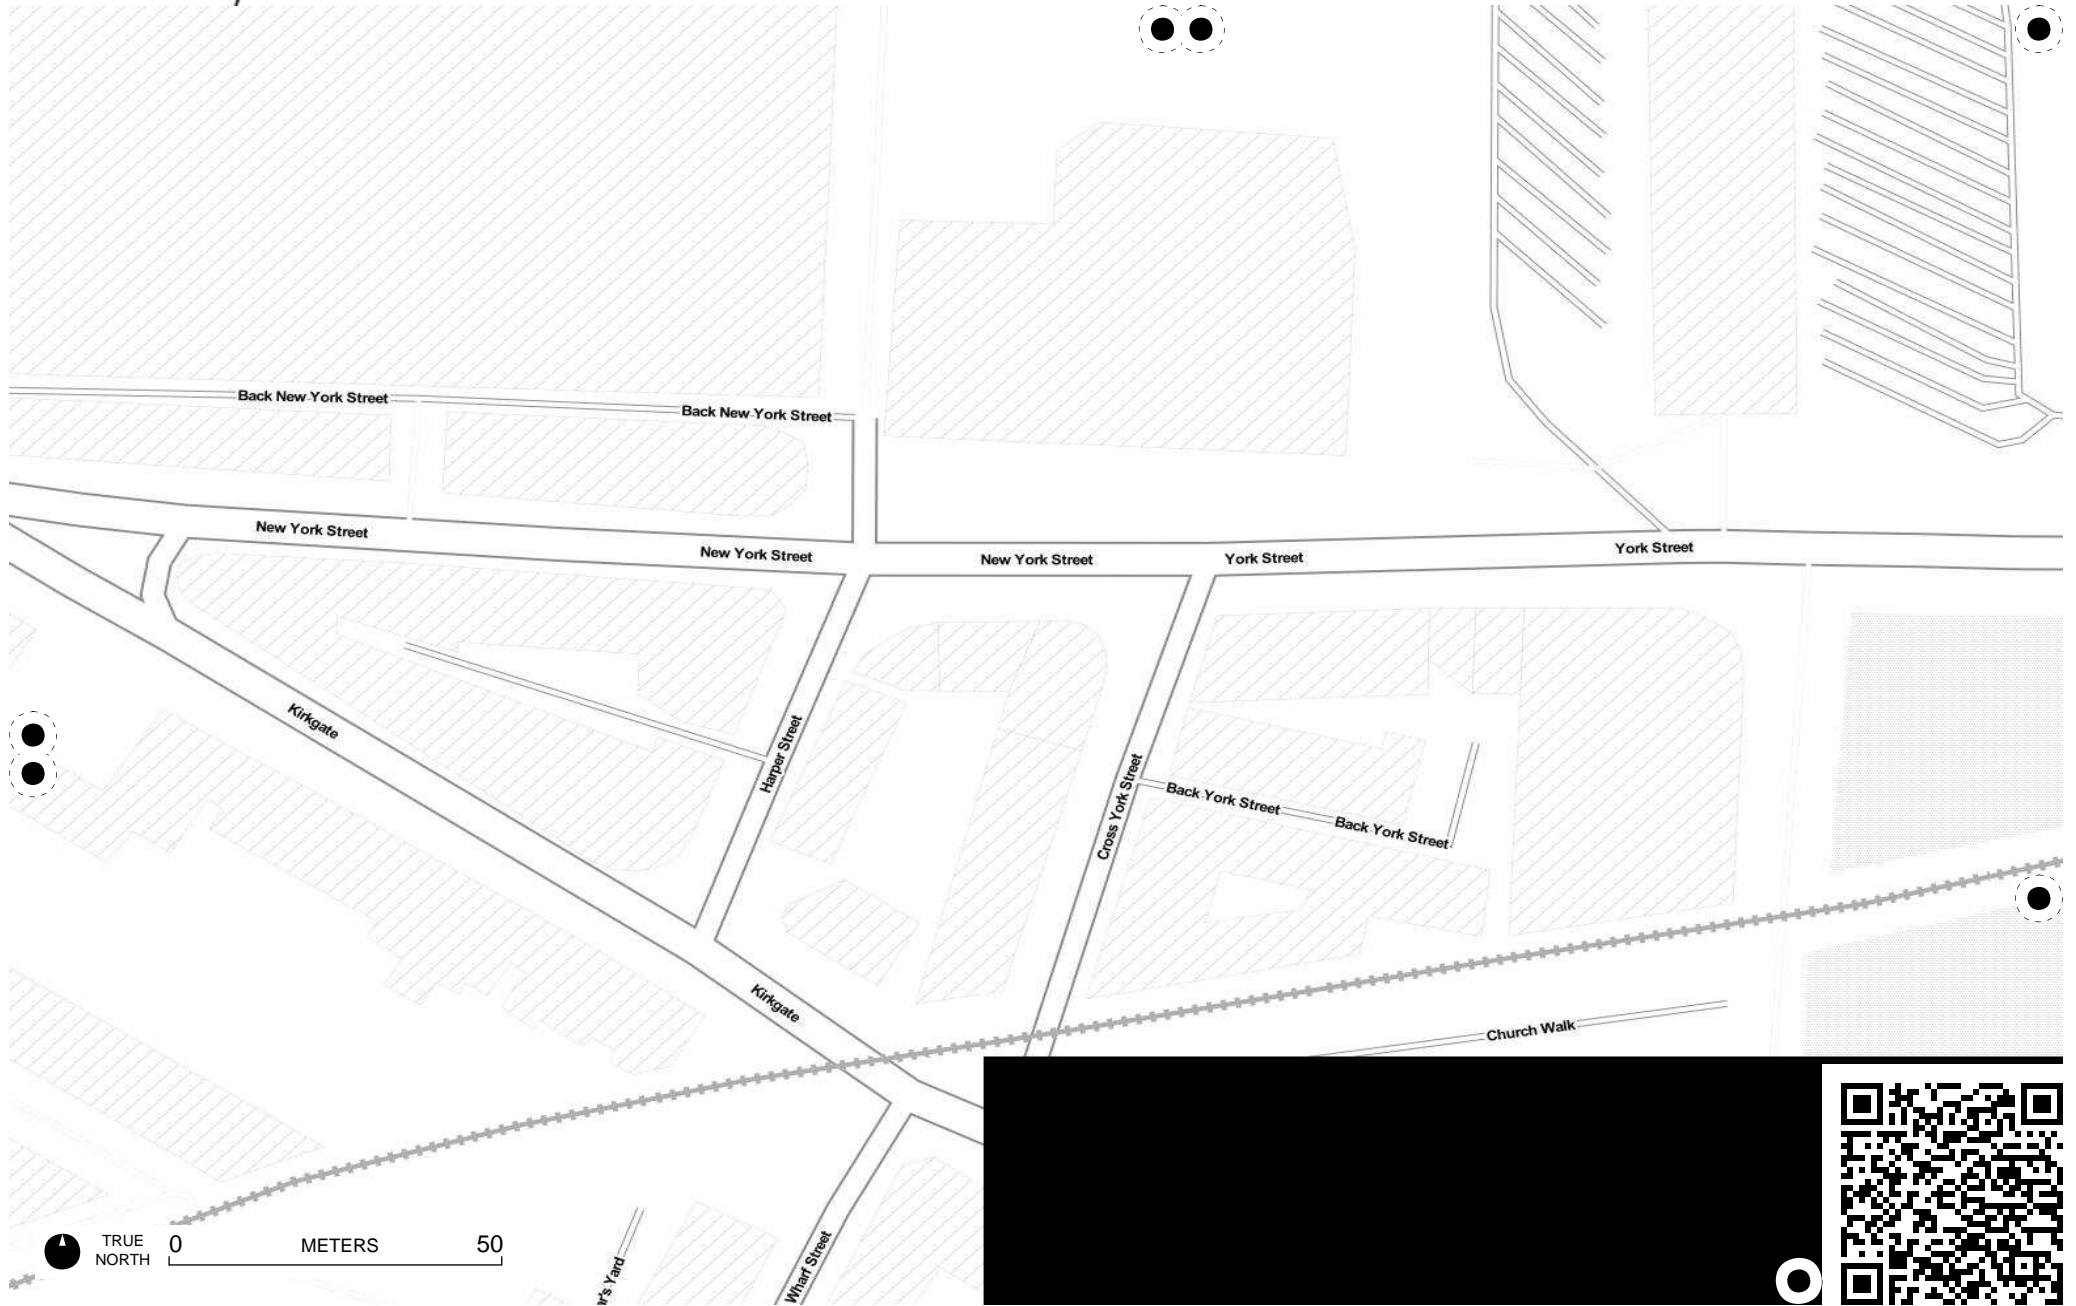 Back New York Street
Back New York Street
New York Street
New York Street
New York Street
York Street
York Street
Kirkgate
Harper Street
Cross York Street
Back York Street
Back York Street
Kirkgate
Church Walk
Wharf Street
TRUE
NORTH
0 METERS 50